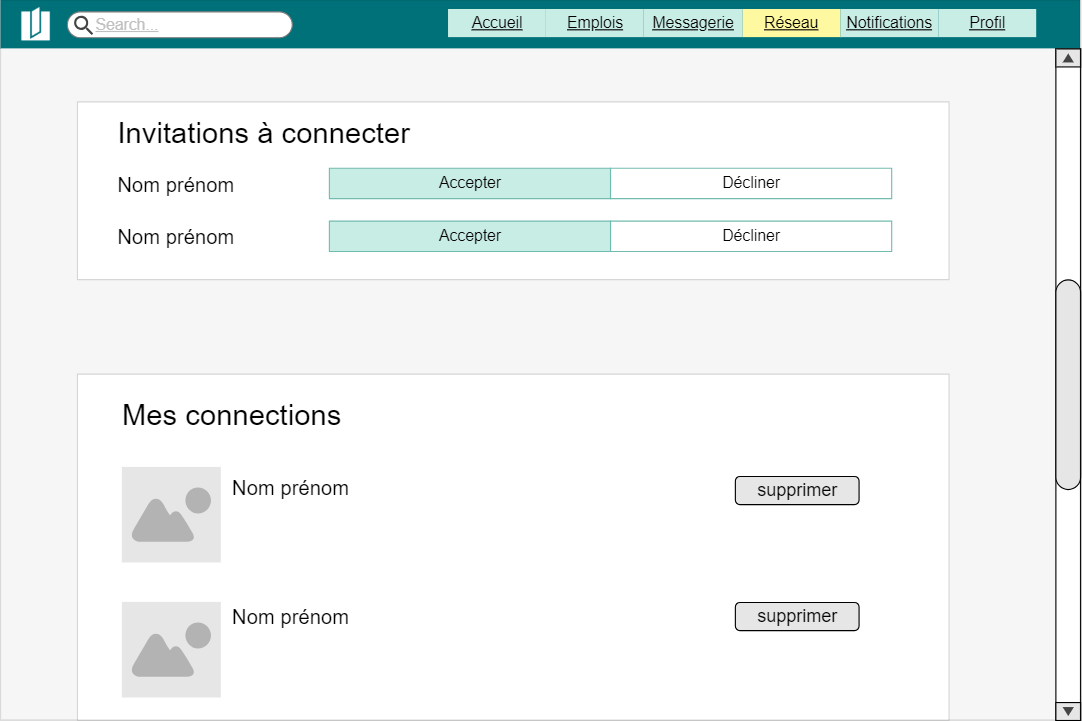 Search...
Accueil Emplois Messagerie Réseau Notifications Profil
Invitations à connecter
Nom prénom Accepter Décliner
Nom prénom Accepter Décliner
Mes connections
Nom prénom supprimer
Nom prénom supprimer